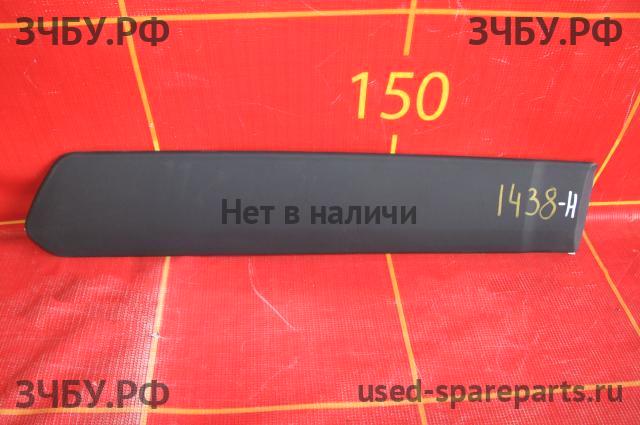 ЗЧБУ.РФ
ЗЧБУ.РФ
150
1438-Н
Нет в наличи
ЗЧБУ.РФ
used-spareparts.ru